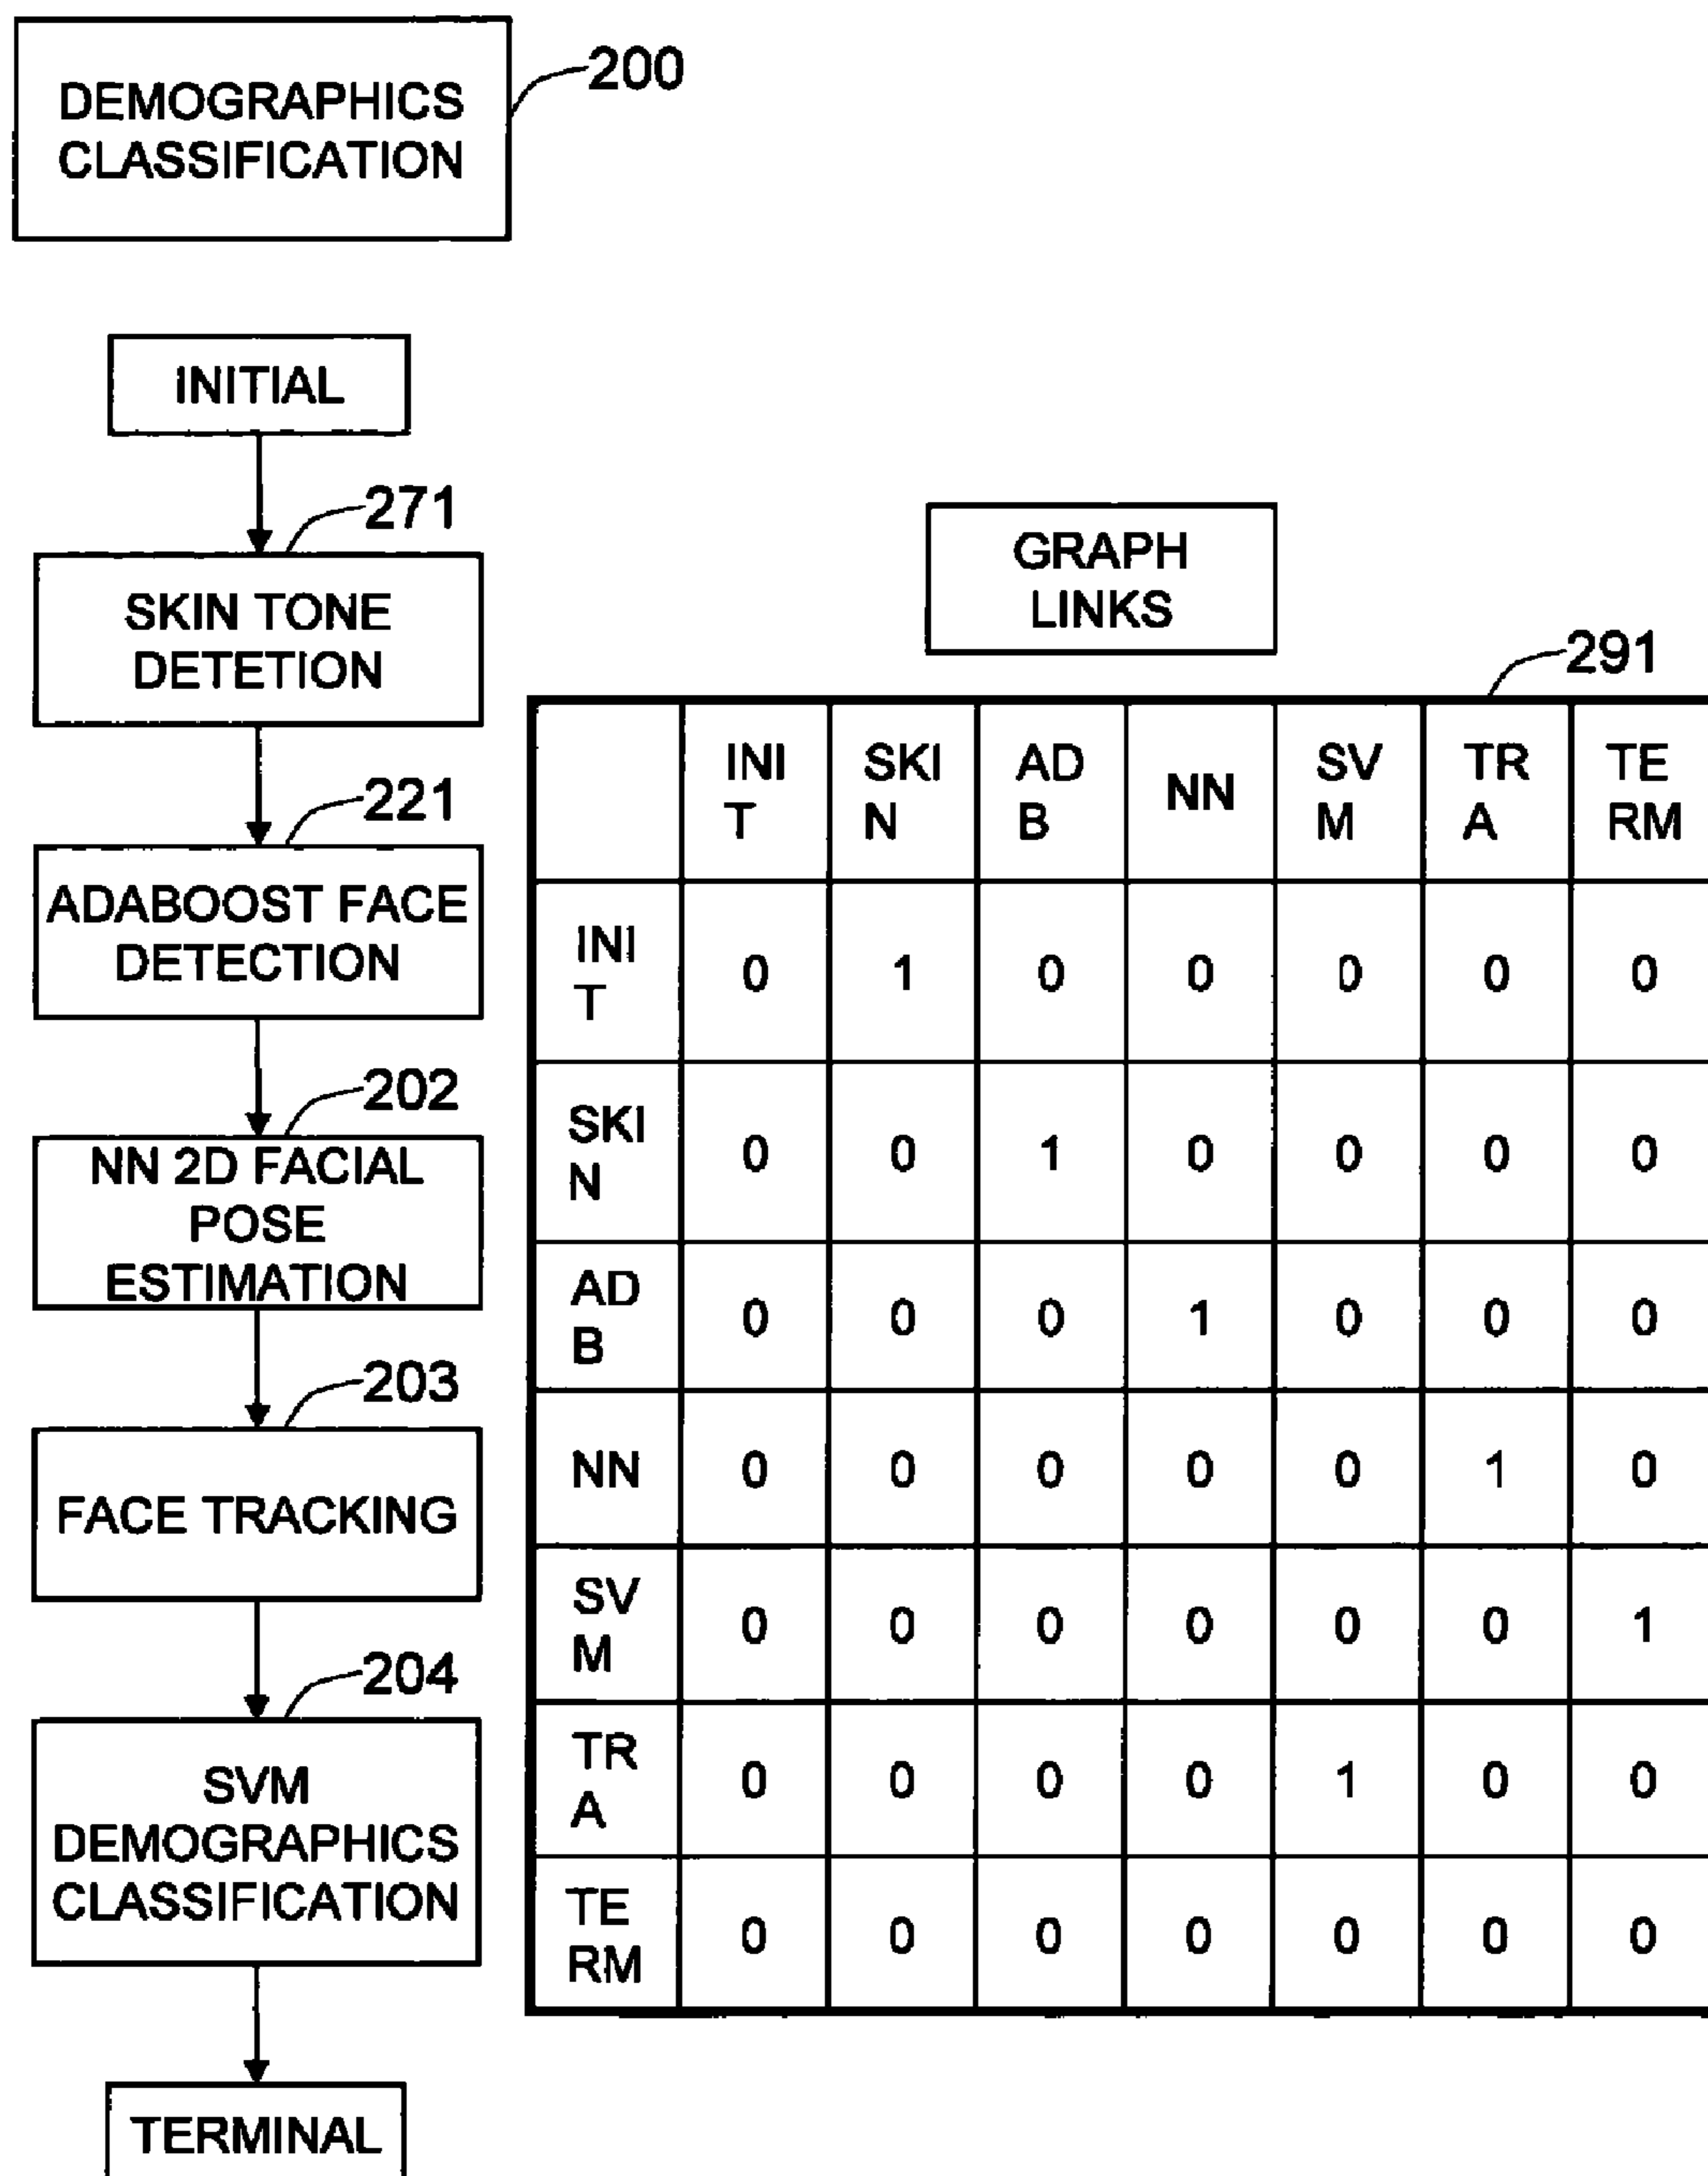 DEMOGRAPHICS
CLASSIFICATION
200
INITIAL
271
SKIN TONE
DETETION
221
ADABOOST FACE
DETECTION
202
NN 2D FACIAL
POSE
ESTIMATION
203
FACE TRACKING
204
SVM
DEMOGRAPHICS
CLASSIFICATION
TERMINAL
GRAPH
LINKS
291
INI SKI AD NN SV TR TE
T N B M A RM
INI
T 0 1 0 0 0 0 0
SKI
N 0 0 1 0 0 0 0
AD
B 0 0 0 1 0 0 0
NN 0 0 0 0 0 1 0
SV
M 0 0 0 0 0 0 1
TR
A 0 0 0 0 1 0 0
TE
RM 0 0 0 0 0 0 0